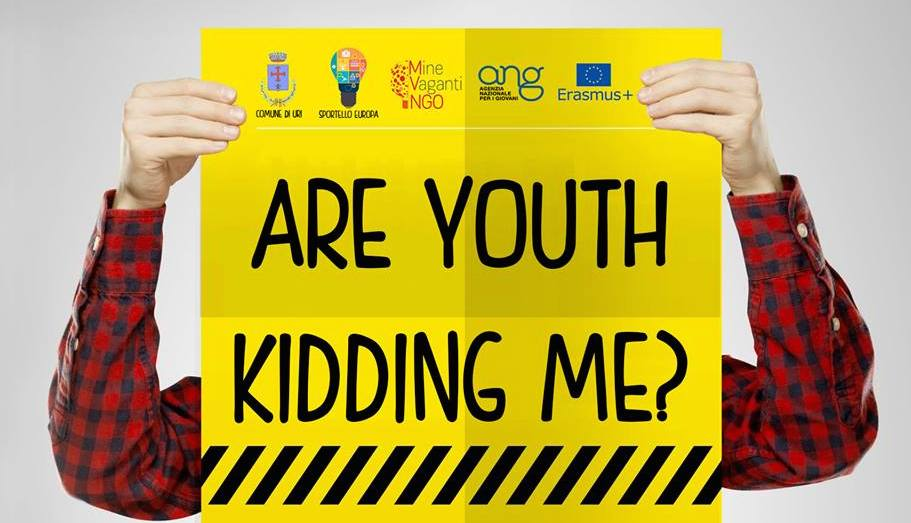 COMUNE DI URI
SPORTELLO EUROPA
Mine
Vaganti
NGO
ang
AGENZIA
NAZIONALE
PER I GIOVANI
Erasmus+
ARE YOUTH
KIDDING ME?